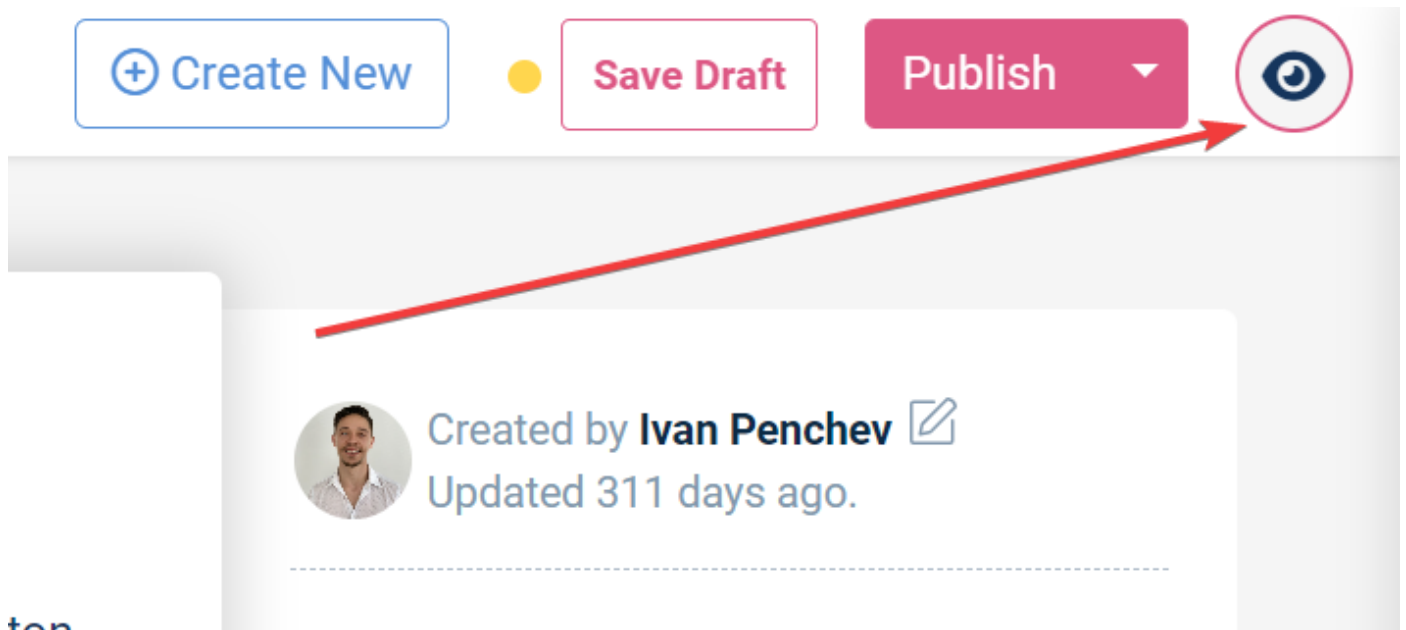 Create New
Save Draft
Publish
Created by Ivan Penchev
Updated 311 days ago.